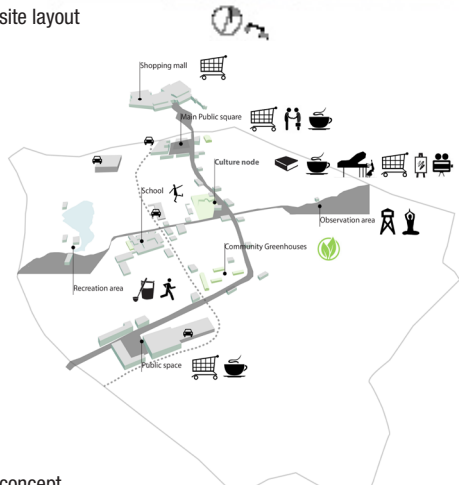 site layout
Shopping mall
Main Public square
Culture node
School
Observation area
Community Greenhouses
Recreation area
Public space
concept